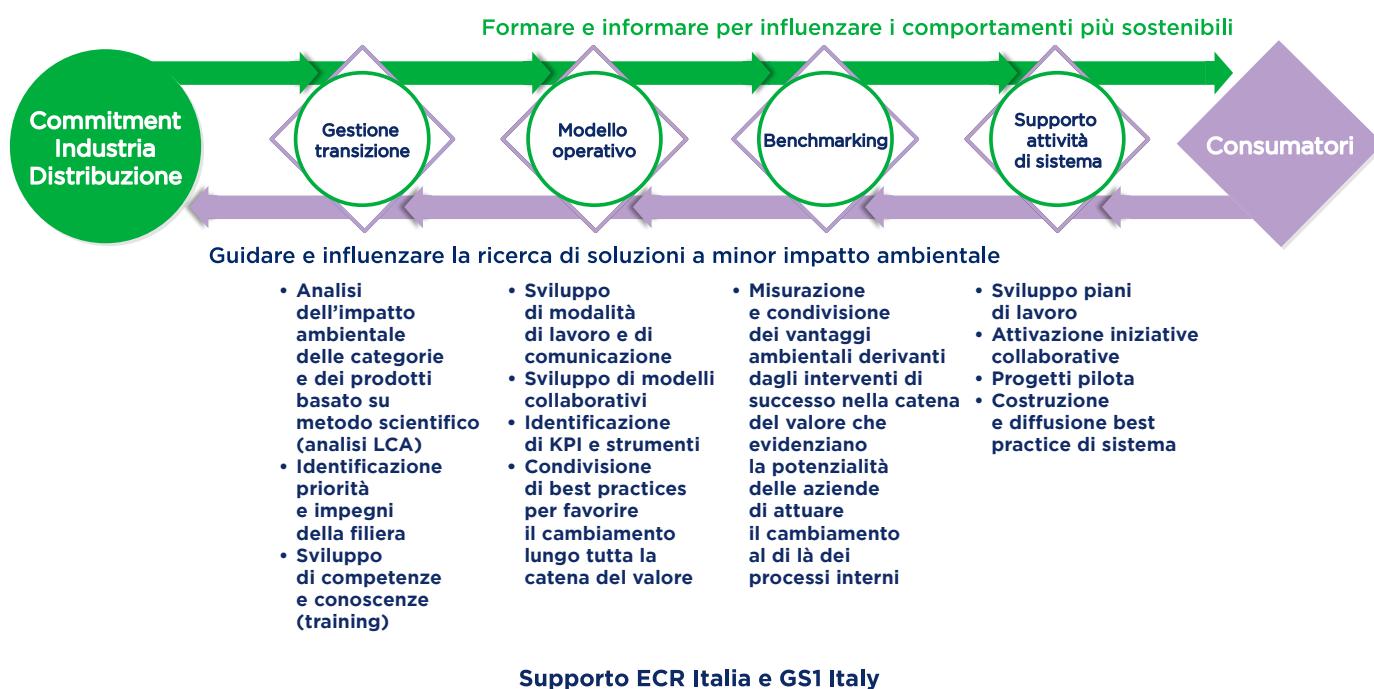 Formare e informare per influenzare i comportamenti più sostenibili
Commitment
Industria
Distribuzione
Gestione
transizione
Modello
operativo
Benchmarking
Supporto
attività
di sistema
Consumatori
Guidare e influenzare la ricerca di soluzioni a minor impatto ambientale
• Analisi
dell’impatto
ambientale
delle categorie
e dei prodotti
basato su
metodo scientifico
(analisi LCA)
• Identificazione
priorità
e impegni
della filiera
• Sviluppo
di competenze
e conoscenze
(training)
• Sviluppo
di modalità
di lavoro e di
comunicazione
• Sviluppo di modelli
collaborativi
• Identificazione
di KPI e strumenti
• Condivisione
di best practices
per favorire
il cambiamento
lungo tutta la
catena del valore
• Misurazione
e condivisione
dei vantaggi
ambientali derivanti
dagli interventi di
successo nella catena
del valore che
evidenziano
la potenzialità
delle aziende
di attuare
il cambiamento
al di là dei
processi interni
• Sviluppo piani
di lavoro
• Attivazione iniziative
collaborative
• Progetti pilota
• Costruzione
e diffusione best
practice di sistema
Supporto ECR Italia e GS1 Italy